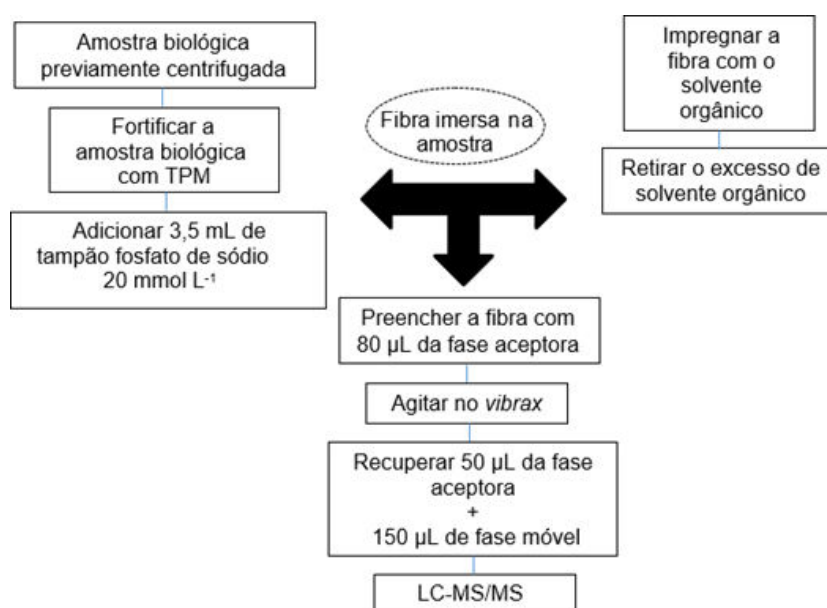 Amostra biológica
previamente centrifugada
Fortificar a
amostra biológica
com TPM
Adicionar 3,5 mL de
tampão fosfato de sódio
20 mmol L⁻¹
Fibra imersa na
amostra
Impregnar a
fibra com o
solvente
orgânico
Retirar o excesso de
solvente orgânico
Preencher a fibra com
80 µL da fase aceptora
Agitar no vibrax
Recuperar 50 µL da fase
aceptora
+
150 µL de fase móvel
LC-MS/MS